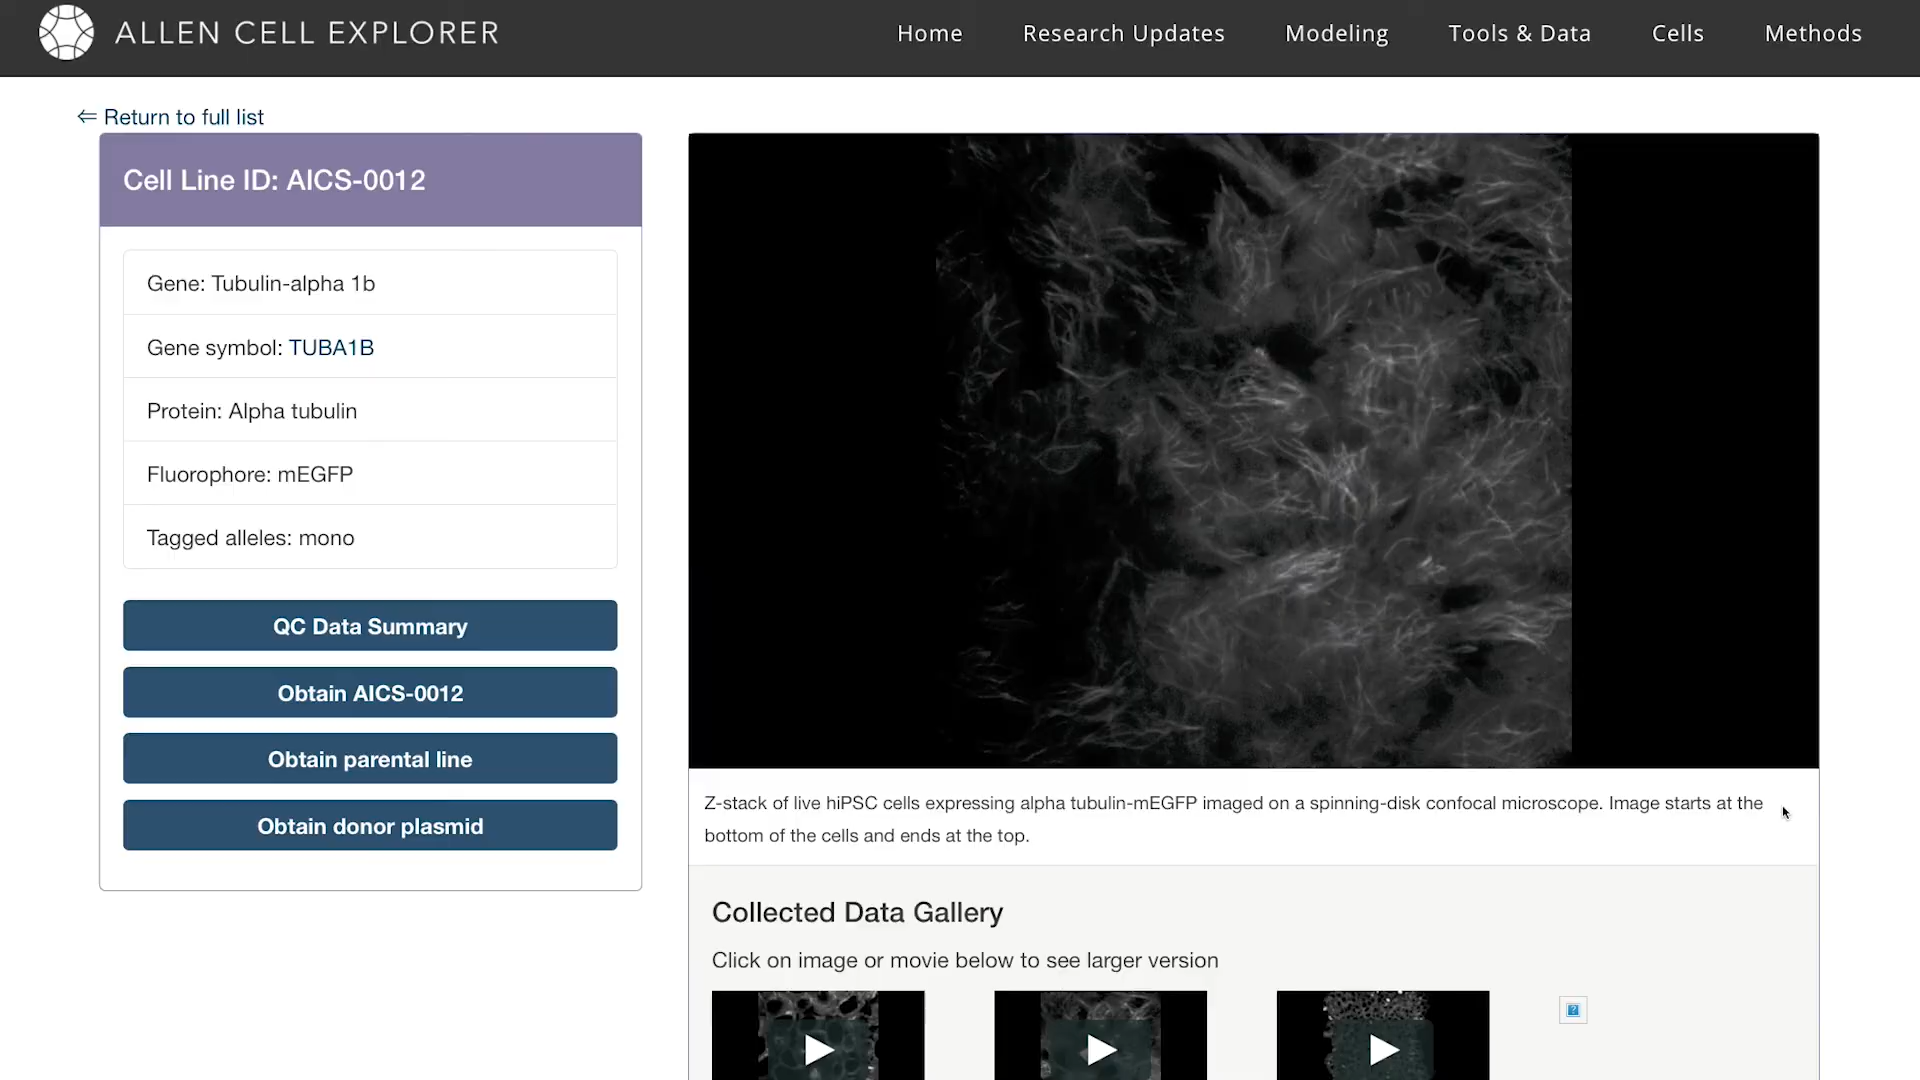 ALLEN CELL EXPLORER
Home Research Updates Modeling Tools & Data Cells Methods
⇐ Return to full list
Cell Line ID: AICS-0012
Gene: Tubulin-alpha 1b
Gene symbol: TUBA1B
Protein: Alpha tubulin
Fluorophore: mEGFP
Tagged alleles: mono
QC Data Summary
Obtain AICS-0012
Obtain parental line
Obtain donor plasmid
Z-stack of live hiPSC cells expressing alpha tubulin-mEGFP imaged on a spinning-disk confocal microscope. Image starts at the
bottom of the cells and ends at the top.
Collected Data Gallery
Click on image or movie below to see larger version
?